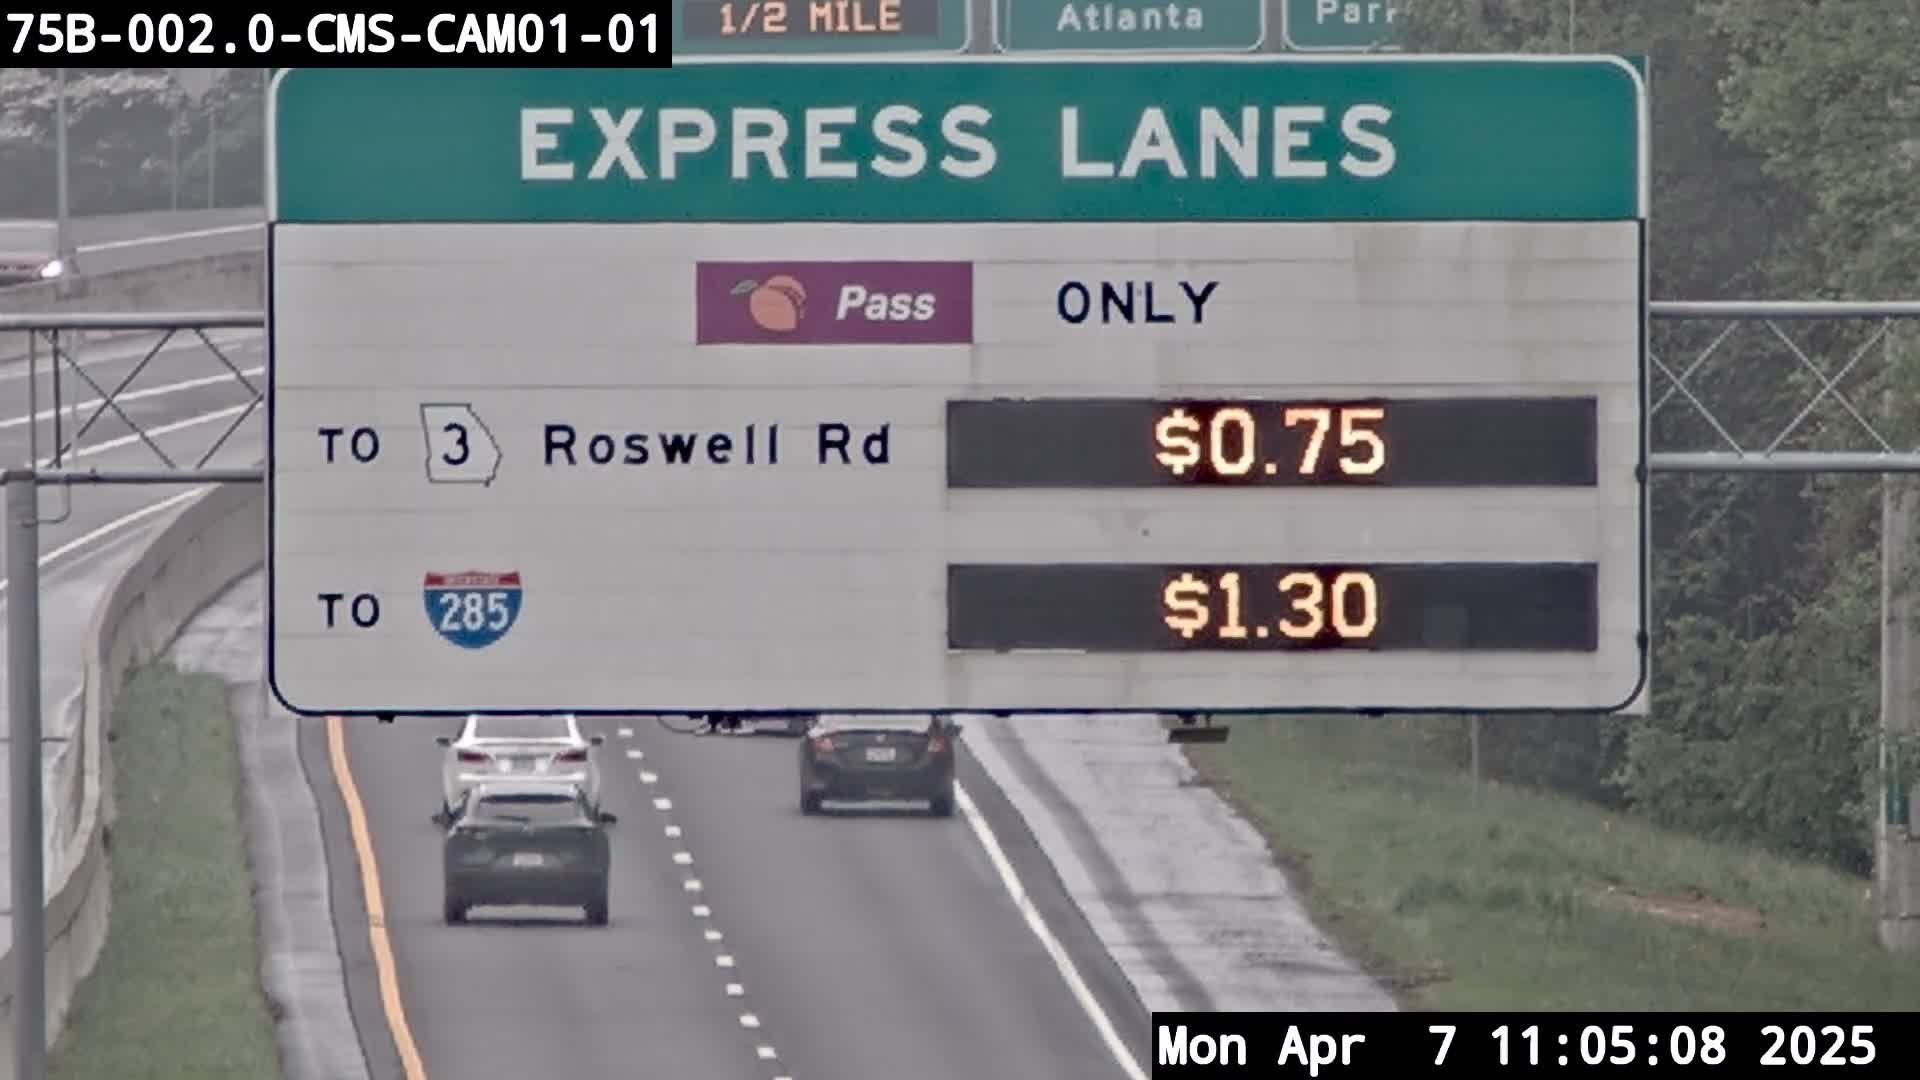 75B-002.0-CMS-CAM01-01
1/2 MILE
Atlanta
EXPRESS LANES
Pass ONLY
TO 3 Roswell Rd $0.75
TO INTERSTATE 285 $1.30
Mon Apr 7 11:05:08 2025